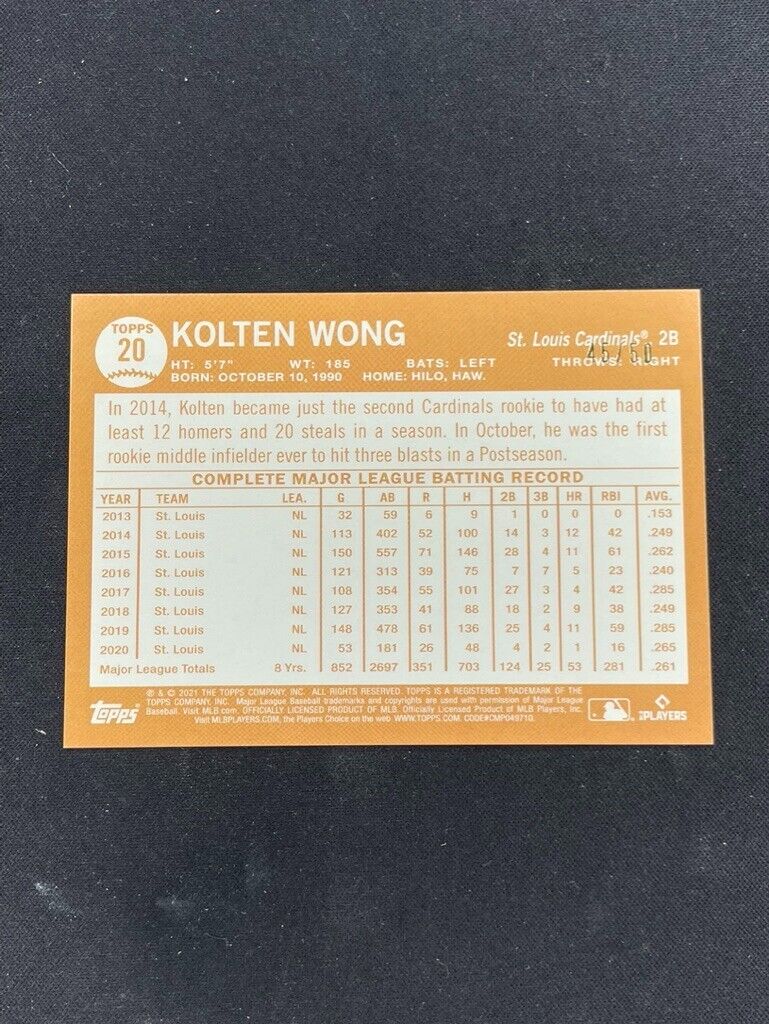 TOPPS
20
KOLTEN WONG
St. Louis Cardinals® 2B
45/50
HT: 5'7" WT: 185 BATS: LEFT THROWS: RIGHT
BORN: OCTOBER 10, 1990 HOME: HILO, HAW.
In 2014, Kolten became just the second Cardinals rookie to have had at
least 12 homers and 20 steals in a season. In October, he was the first
rookie middle infielder ever to hit three blasts in a Postseason.
COMPLETE MAJOR LEAGUE BATTING RECORD
YEAR TEAM LEA. G AB R H 2B 3B HR RBI AVG.
2013 St. Louis NL 32 59 6 9 1 0 0 0 .153
2014 St. Louis NL 113 402 52 100 14 3 12 42 .249
2015 St. Louis NL 150 557 71 146 28 4 11 61 .262
2016 St. Louis NL 121 313 39 75 7 7 5 23 .240
2017 St. Louis NL 108 354 55 101 27 3 4 42 .285
2018 St. Louis NL 127 353 41 88 18 2 9 38 .249
2019 St. Louis NL 148 478 61 136 25 4 11 59 .285
2020 St. Louis NL 53 181 26 48 4 2 1 16 .265
Major League Totals 8 Yrs. 852 2697 351 703 124 25 53 281 .261
® & © 2021 THE TOPPS COMPANY, INC. ALL RIGHTS RESERVED. TOPPS IS A REGISTERED TRADEMARK OF THE
TOPPS COMPANY, INC. Major League Baseball trademarks and copyrights are used with permission of Major League
Baseball. Visit MLB.com. OFFICIALLY LICENSED PRODUCT OF MLB. Officially Licensed Product of MLB Players, Inc.
Visit MLBPLAYERS.com, the Players Choice on the web WWW.TOPPS.COM. CODE#CMP049710.
topps
PLAYERS